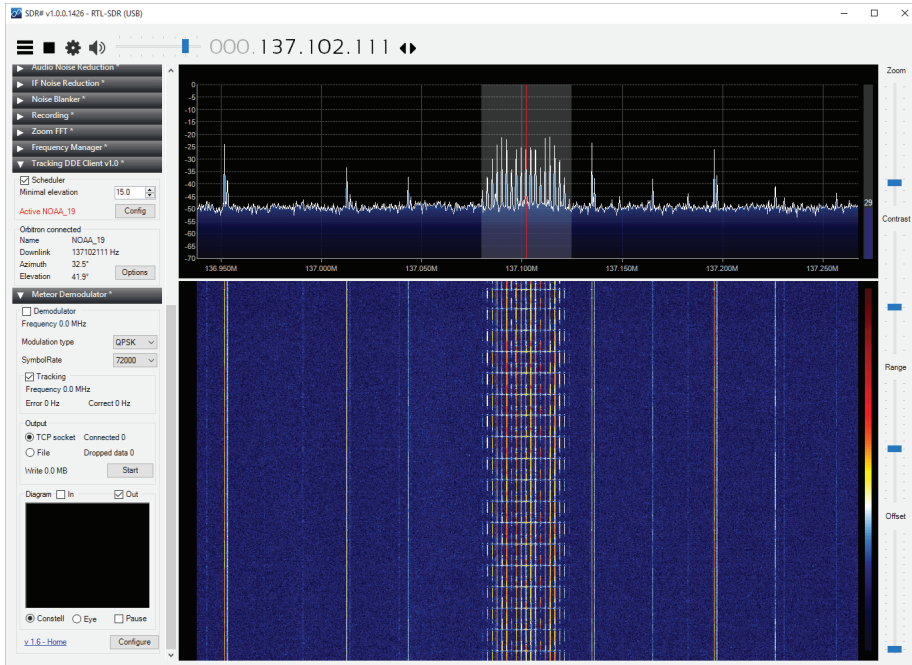 SDR# v1.0.0.1426 - RTL-SDR (USB)
000.137.102.111
Audio Noise Reduction *
IF Noise Reduction *
Noise Blanker *
Recording *
Zoom FFT *
Frequency Manager *
Tracking DDE Client v1.0 *
Scheduler
Minimal elevation 15.0
Active NOAA_19 Config
Orbitron connected
Name NOAA_19
Downlink 137102111 Hz
Azimuth 32.5°
Elevation 41.9° Options
Meteor Demodulator *
Demodulator
Frequency 0.0 MHz
Modulation type QPSK
SymbolRate 72000
Tracking
Frequency 0.0 MHz
Error 0 Hz Correct 0 Hz
Output
TCP socket Connected 0
File Dropped data 0
Write 0.0 MB Start
Diagram In Out
Constell Eye Pause
v 1.6 - Home Configure
0
-5
-10
-15
-20
-25
-30
-35
-40
-45
-50
-55
-60
-65
-70
136.950M 137.000M 137.050M 137.100M 137.150M 137.200M 137.250M
29
Zoom
Contrast
Range
Offset